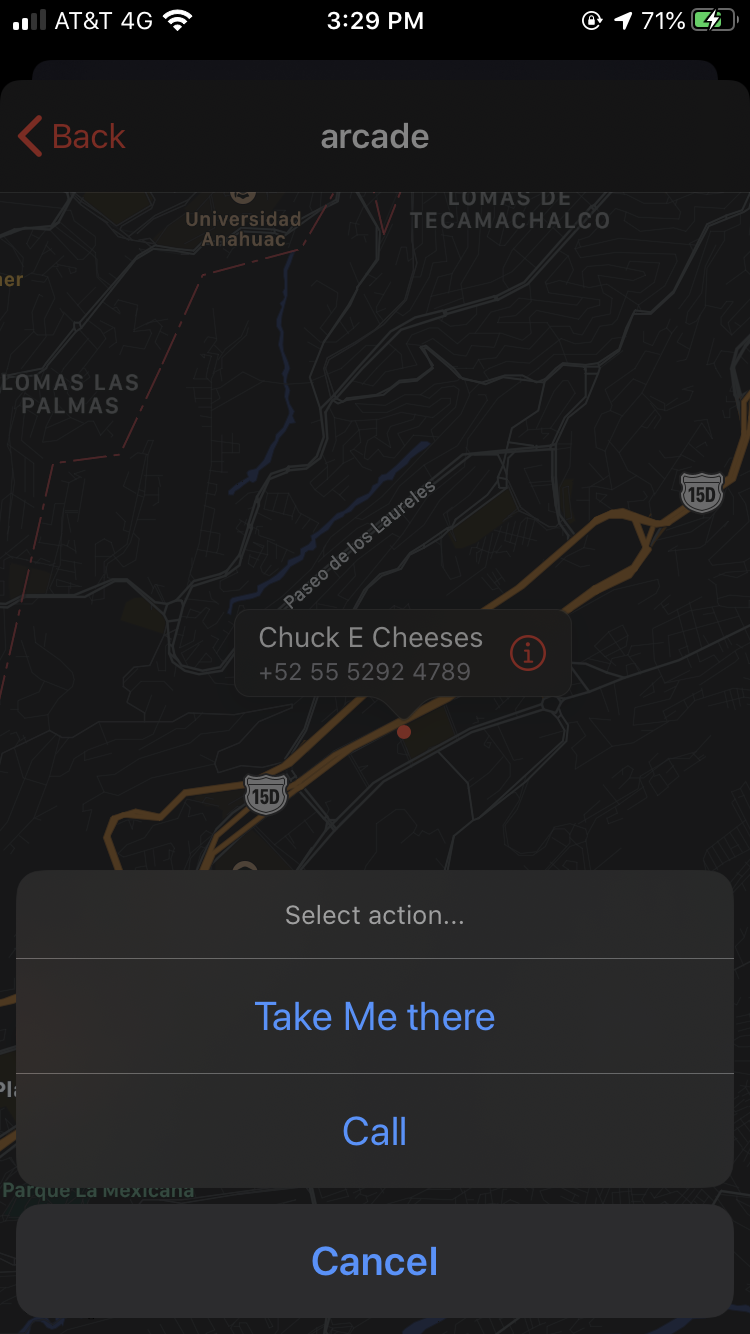 AT&T 4G 3:29 PM 71%
Back arcade
LOMAS DE
TECAMACHALCO
Universidad
Anahuac
LOMAS LAS
PALMAS
15D
Paseo de los Laureles
Chuck E Cheeses
+52 55 5292 4789
15D
Select action...
Take Me there
Call
Parque La Mexicana
Cancel